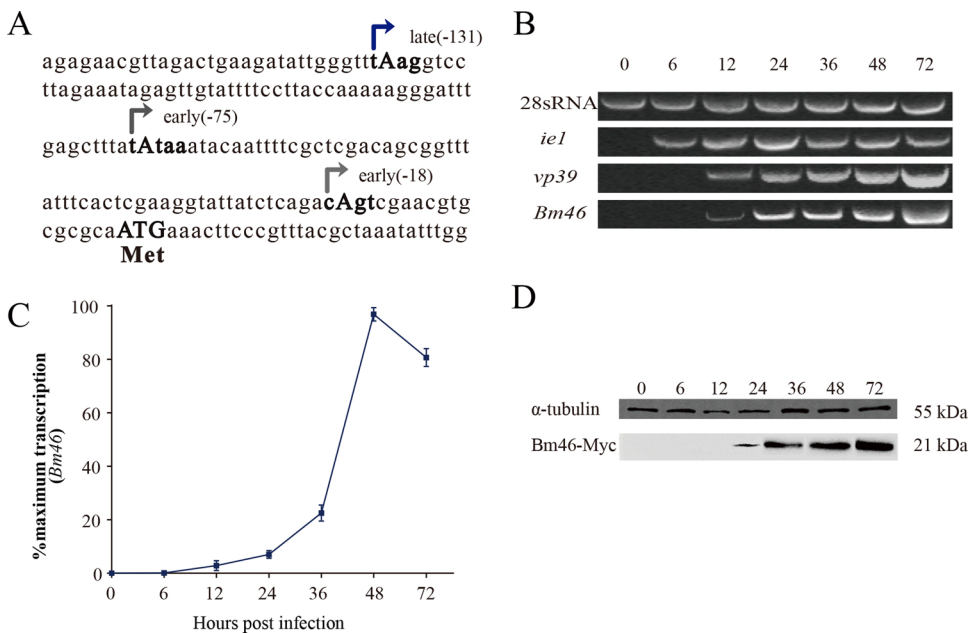 A
late(-131)
agagaacgttagactgaagatattgggtttAaggtcc
ttagaaatagagttgtattttccttaccaaaaagggattt
early(-75)
gagctttatAtaaatacaattttcgctcgacagcggttt
early(-18)
atttcactcgaaggtattatctcagacAgtcgaacgtg
cgcgcaATGaaacttcccgtttacgctaaatatttgg
Met
B
0 6 12 24 36 48 72
28sRNA
ie1
vp39
Bm46
C
%maximum transcription
(Bm46)
100
80
60
40
20
0
0 6 12 24 36 48 72
Hours post infection
D
0 6 12 24 36 48 72
α-tubulin 55 kDa
Bm46-Myc 21 kDa